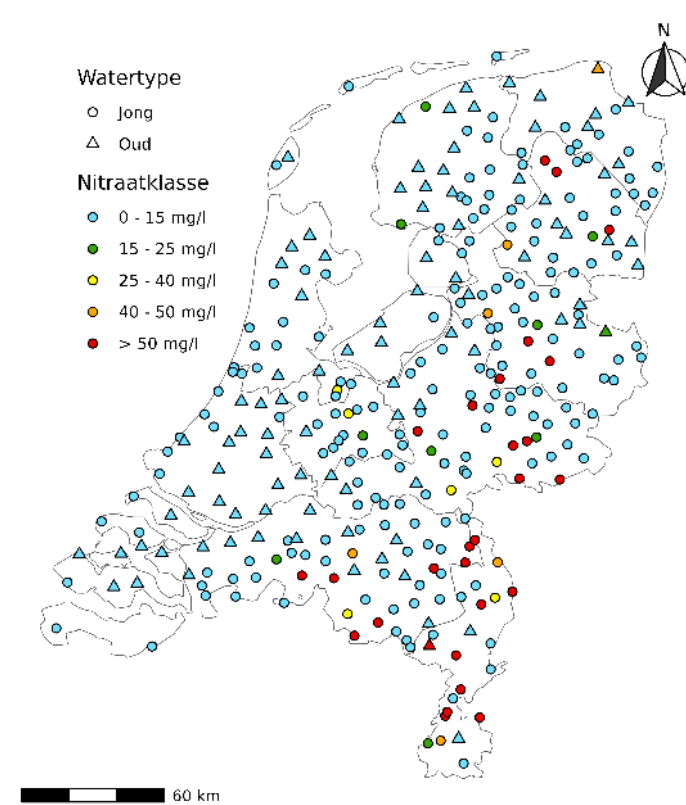 N
Watertype
Jong
Oud
Nitraatklasse
0 - 15 mg/l
15 - 25 mg/l
25 - 40 mg/l
40 - 50 mg/l
> 50 mg/l
60 km